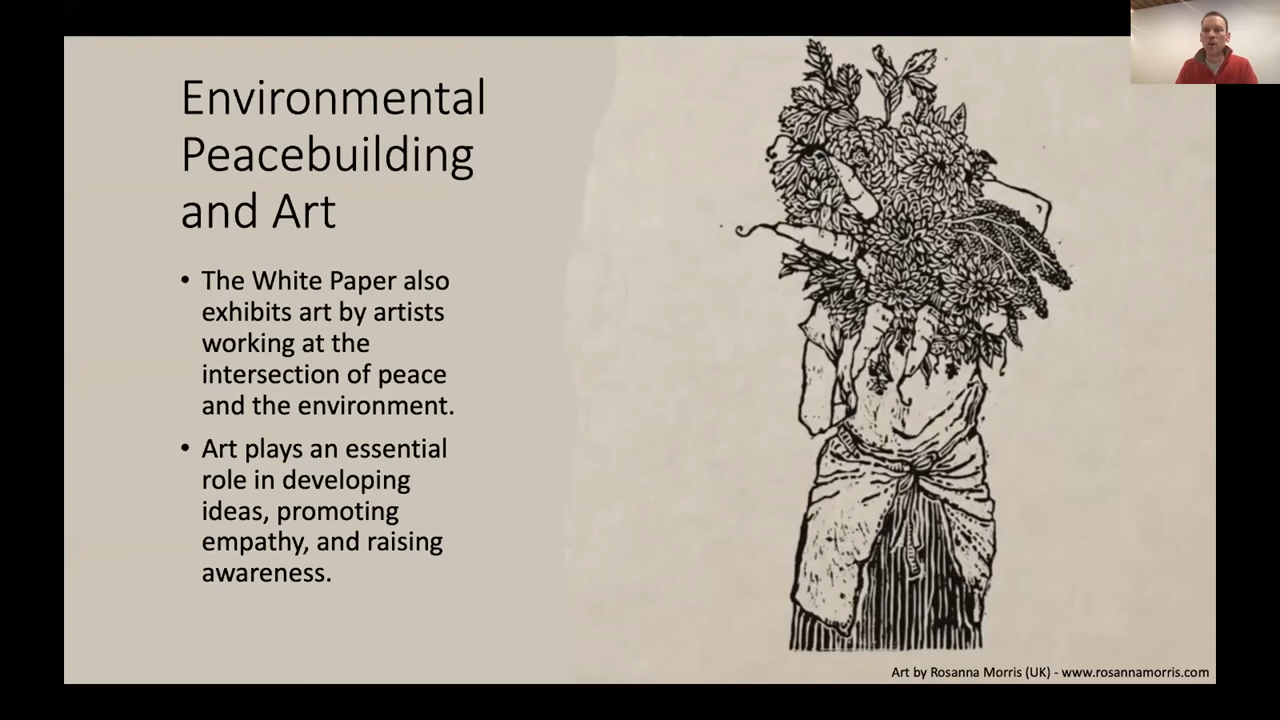 Environmental
Peacebuilding
and Art
• The White Paper also
exhibits art by artists
working at the
intersection of peace
and the environment.
• Art plays an essential
role in developing
ideas, promoting
empathy, and raising
awareness.
Art by Rosanna Morris (UK) - www.rosannamorris.com